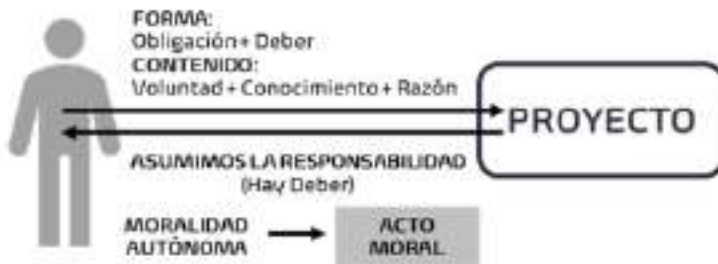 FORMA:
Obligación + Deber
CONTENIDO:
Voluntad + Conocimiento + Razón
PROYECTO
ASUMIMOS LA RESPONSABILIDAD
(Hay Deber)
MORALIDAD
AUTÓNOMA
ACTO
MORAL